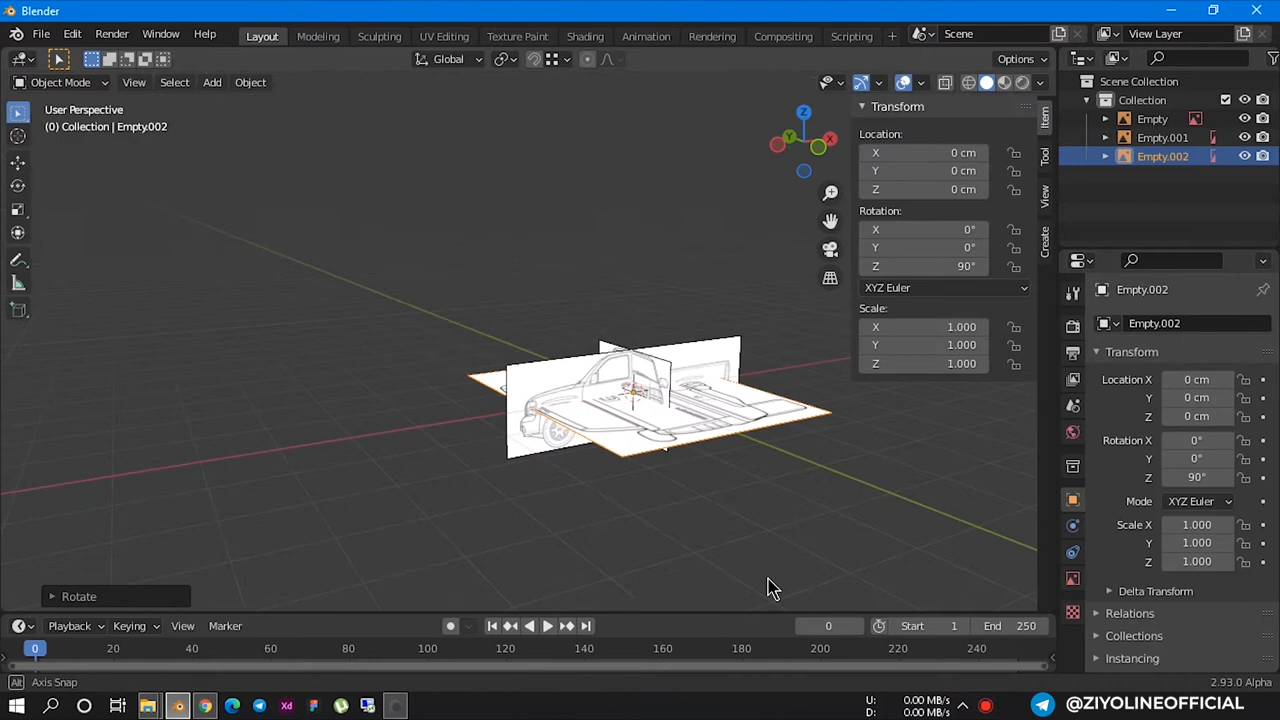 Blender
File Edit Render Window Help Layout Modeling Sculpting UV Editing Texture Paint Shading Animation Rendering Compositing Scripting + Scene View Layer
Global Options
Object Mode View Select Add Object
User Perspective
(0) Collection | Empty.002
Z
Y
X
Transform
Location:
X 0 cm
Y 0 cm
Z 0 cm
Rotation:
X 0°
Y 0°
Z 90°
XYZ Euler
Scale:
X 1.000
Y 1.000
Z 1.000
Item
Tool
View
Create
Scene Collection
Collection
Empty
Empty.001
Empty.002
Empty.002
Empty.002
Transform
Location X 0 cm
Y 0 cm
Z 0 cm
Rotation X 0°
Y 0°
Z 90°
Mode XYZ Euler
Scale X 1.000
Y 1.000
Z 1.000
Delta Transform
Relations
Collections
Instancing
Rotate
Playback Keying View Marker 0 Start 1 End 250
0 20 40 60 80 100 120 140 160 180 200 220 240
Alt Axis Snap 2.93.0 Alpha
Xd
U: 0.00 MB/s
D: 0.00 MB/s
@ZIYOLINEOFFICIAL